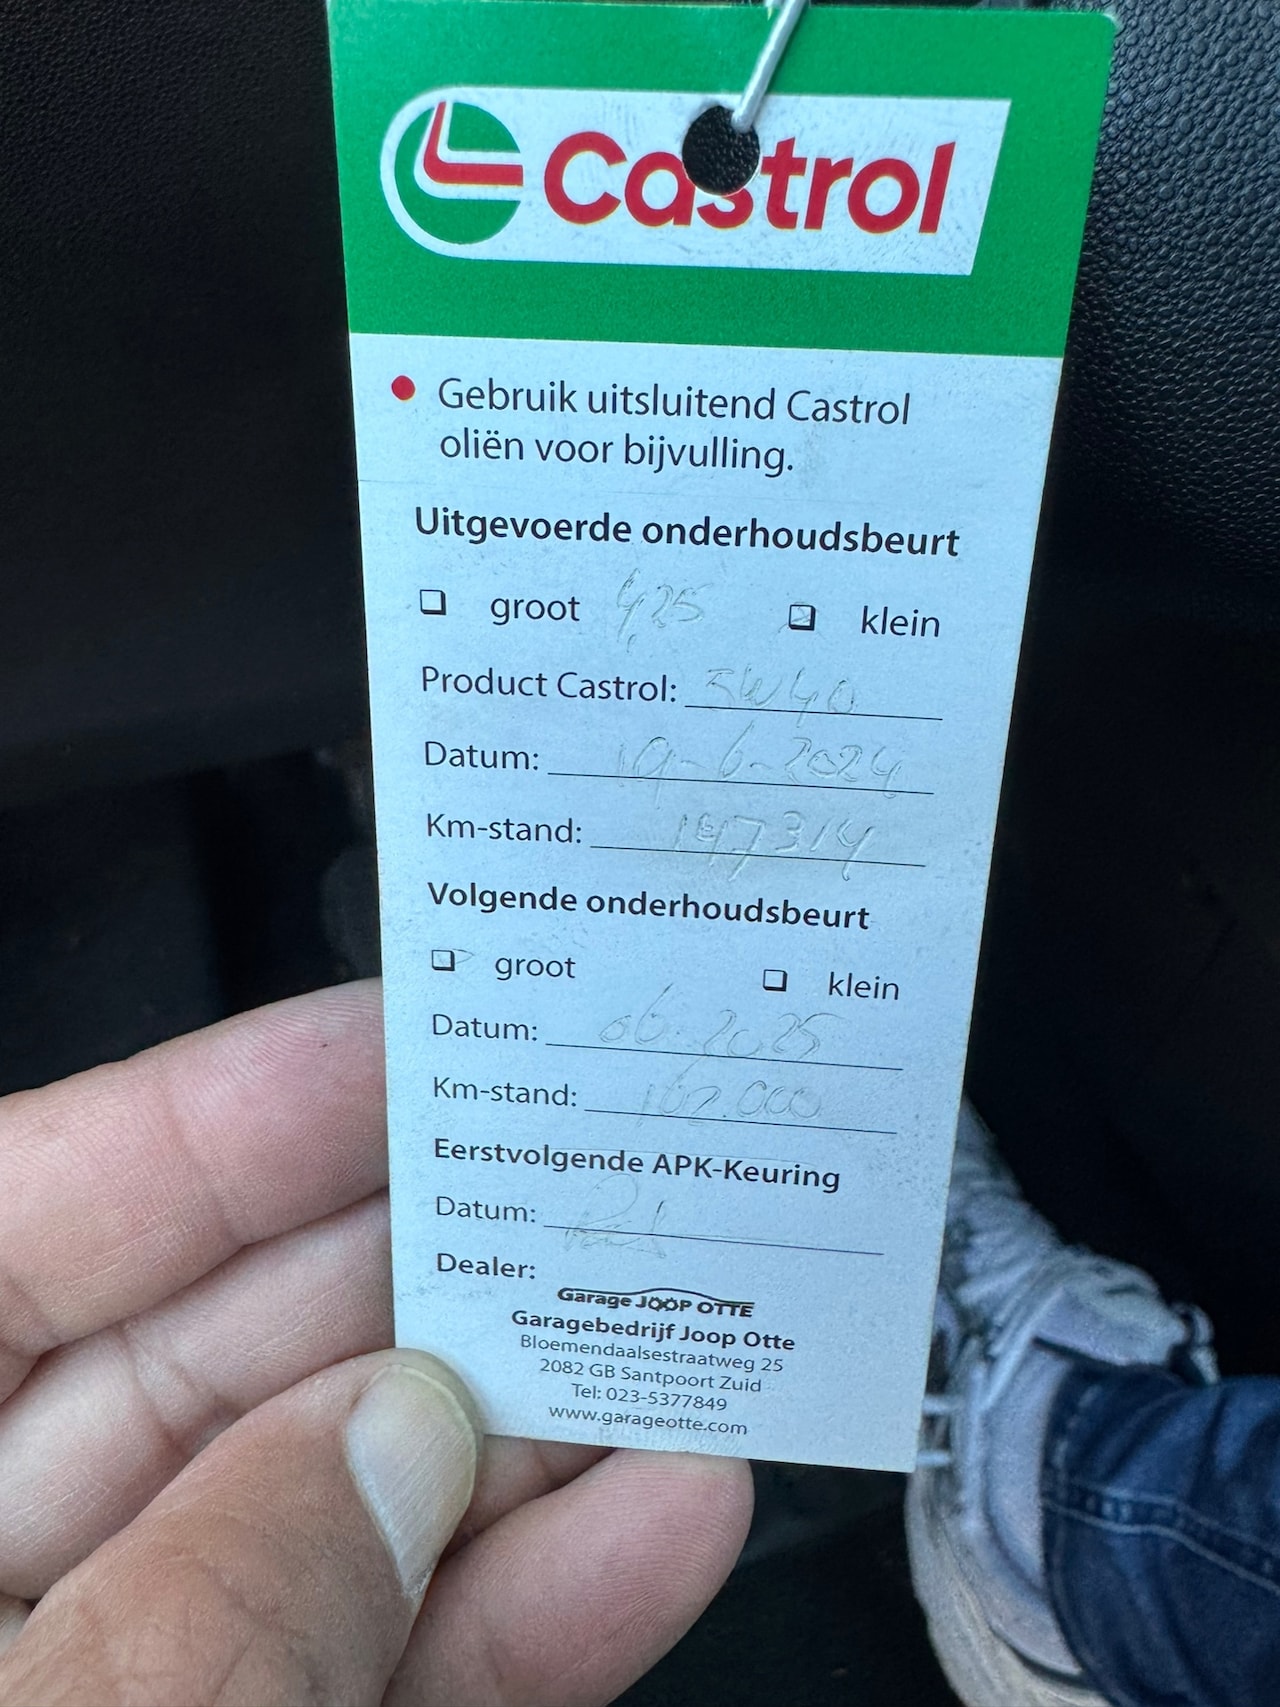 Castrol
Gebruik uitsluitend Castrol
oliën voor bijvulling.
Uitgevoerde onderhoudsbeurt
groot 4,25 klein
Product Castrol: 5W40
Datum: 19-6-2024
Km-stand: 147314
Volgende onderhoudsbeurt
groot klein
Datum: 06-2025
Km-stand: 162.000
Eerstvolgende APK-Keuring
Datum:
Dealer:
Garage JOOP OTTE
Garagebedrijf Joop Otte
Bloemendaalsestraatweg 25
2082 GB Santpoort Zuid
Tel: 023-5377849
www.garageotte.com